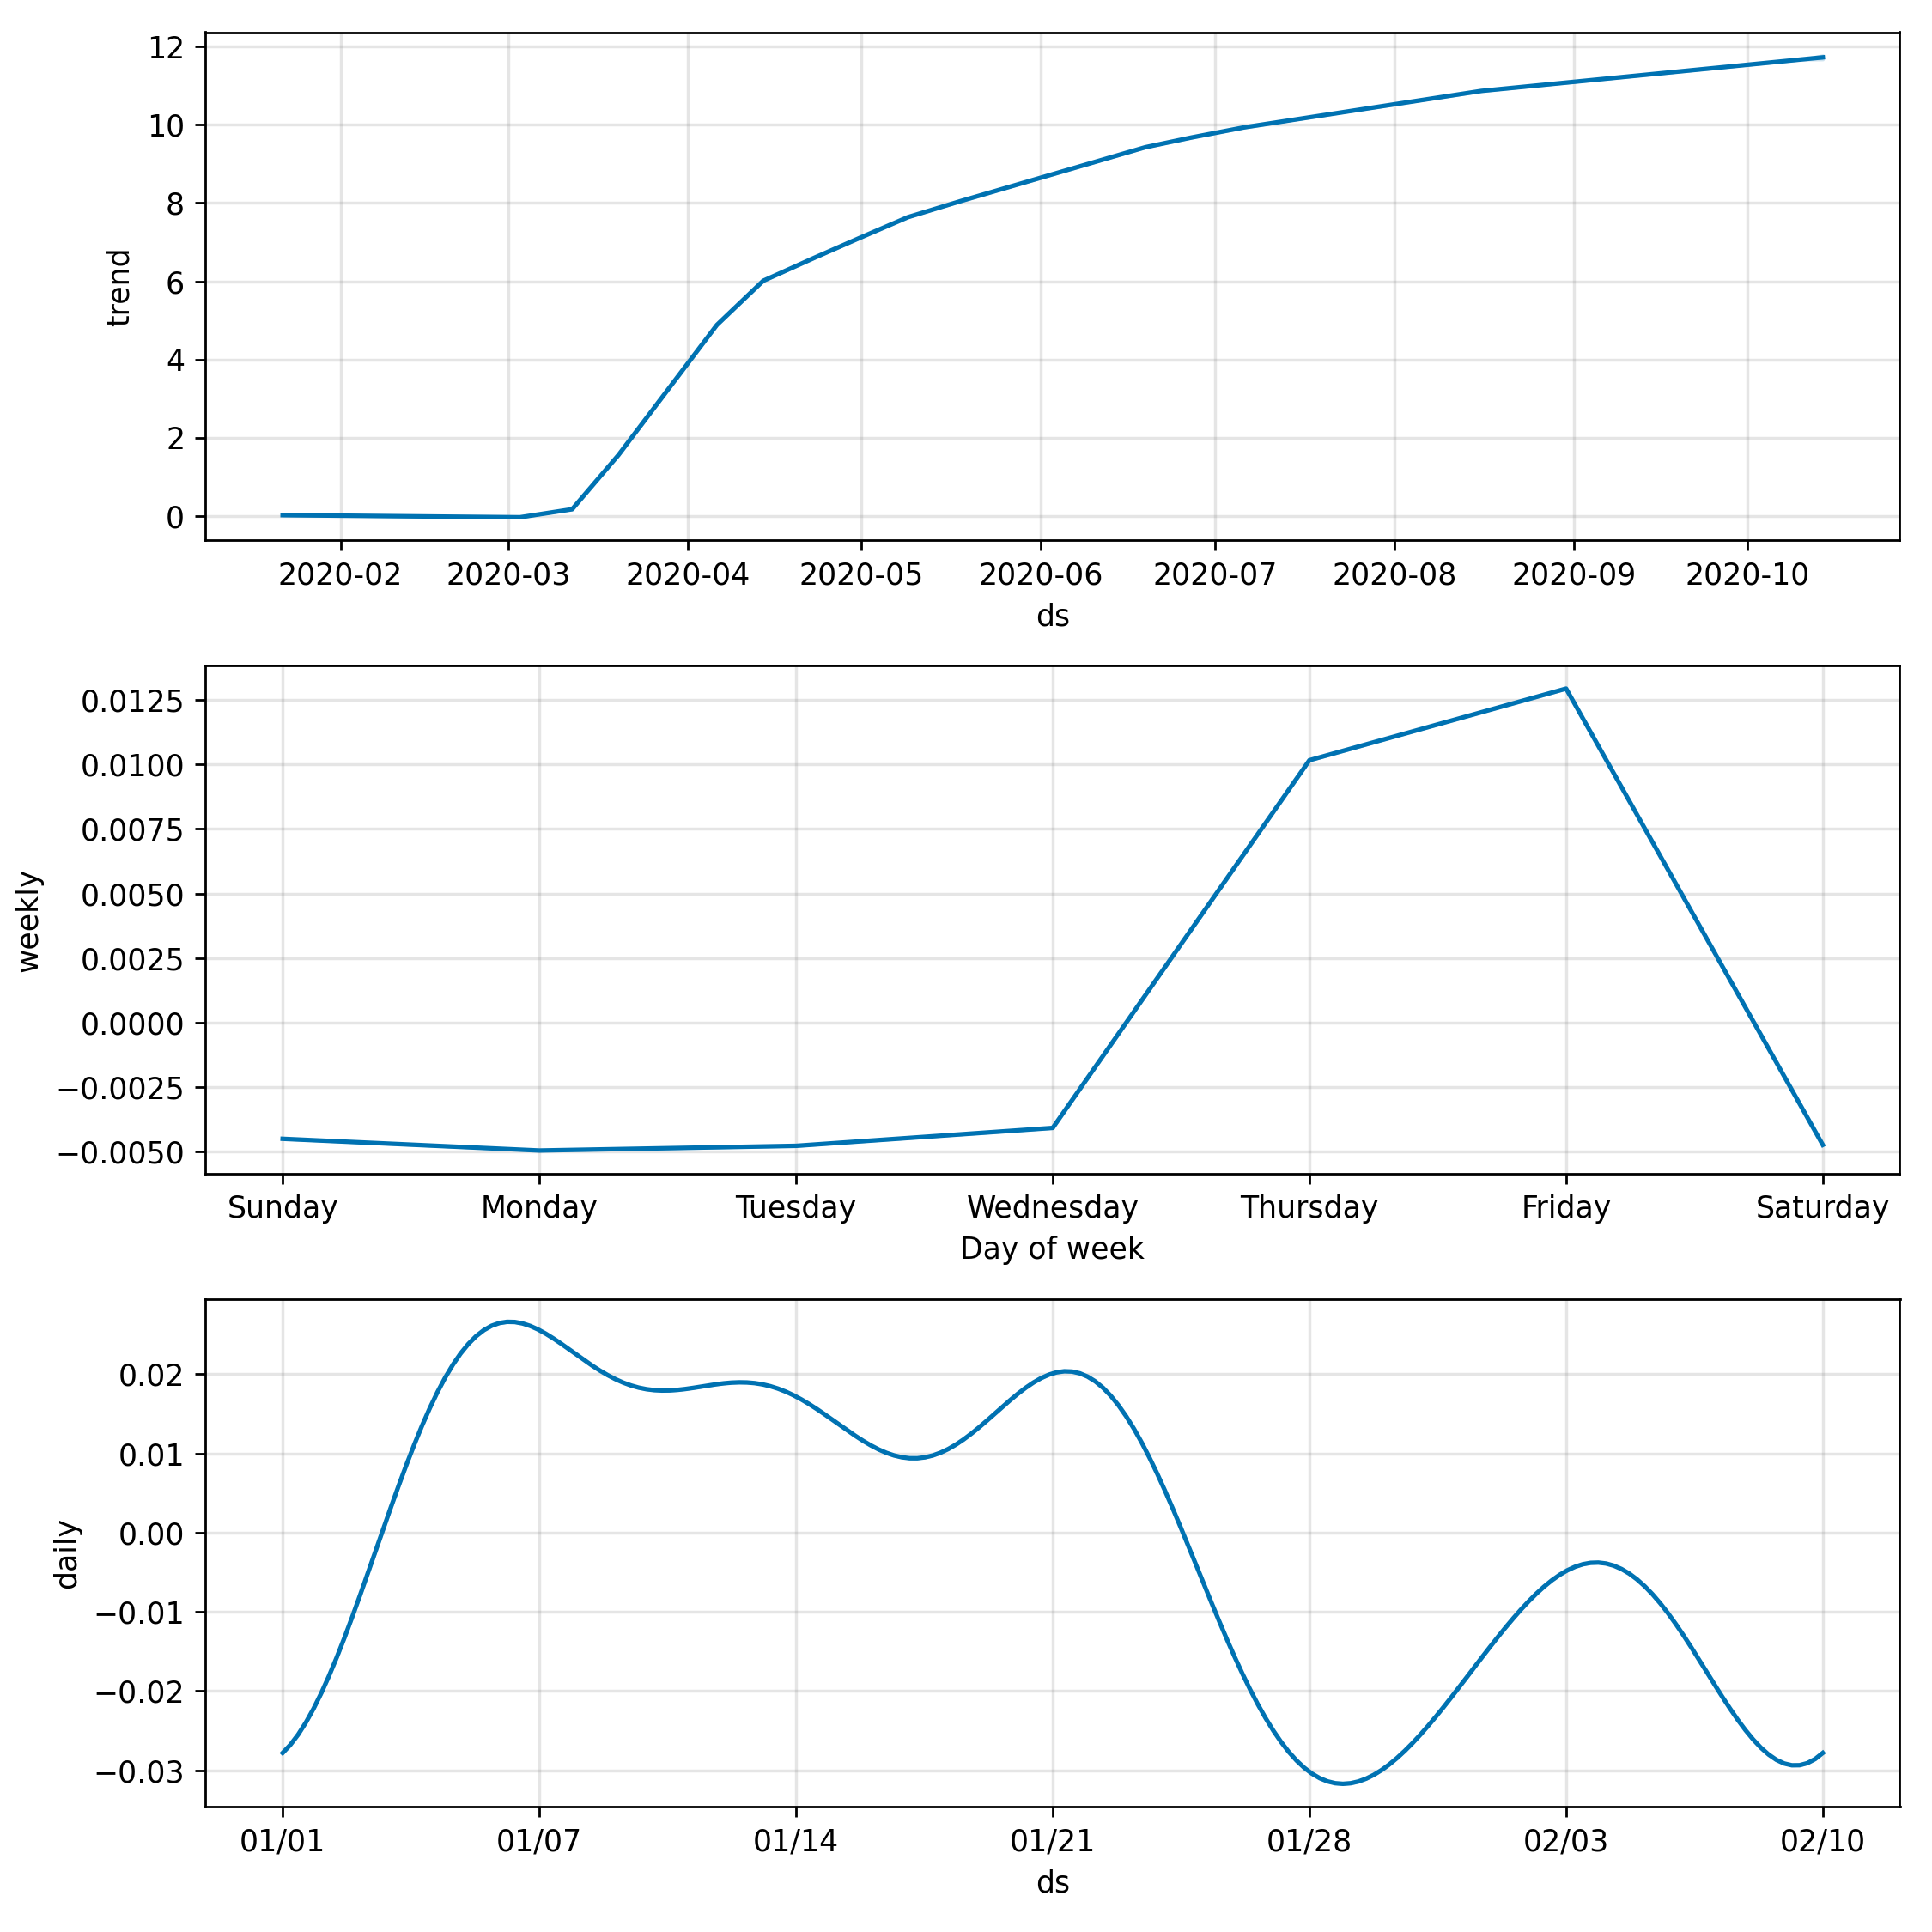 12
10
8
6
4
2
0
trend
2020-02 2020-03 2020-04 2020-05 2020-06 2020-07 2020-08 2020-09 2020-10
ds
0.0125
0.0100
0.0075
0.0050
0.0025
0.0000
−0.0025
−0.0050
weekly
Sunday Monday Tuesday Wednesday Thursday Friday Saturday
Day of week
0.02
0.01
0.00
−0.01
−0.02
−0.03
daily
01/01 01/07 01/14 01/21 01/28 02/03 02/10
ds